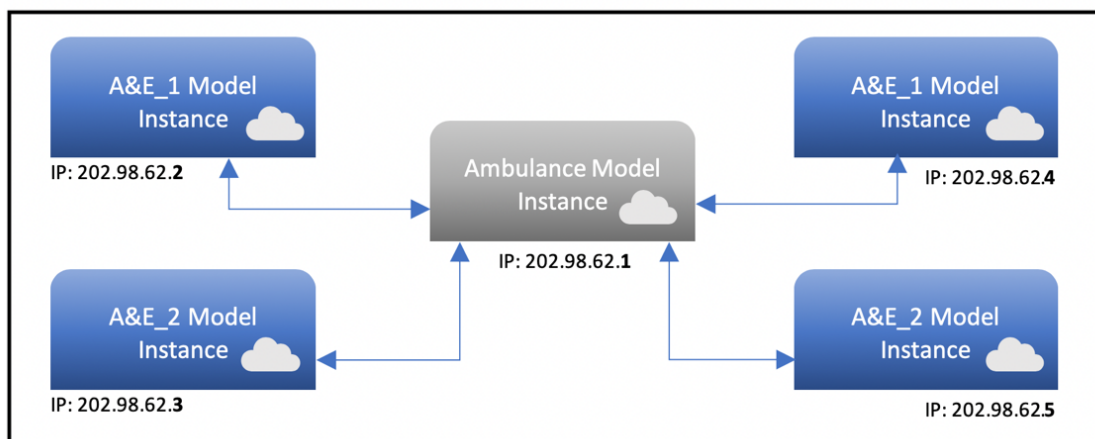 A&E_1 Model
Instance
IP: 202.98.62.2
A&E_1 Model
Instance
IP: 202.98.62.4
Ambulance Model
Instance
IP: 202.98.62.1
A&E_2 Model
Instance
IP: 202.98.62.3
A&E_2 Model
Instance
IP: 202.98.62.5